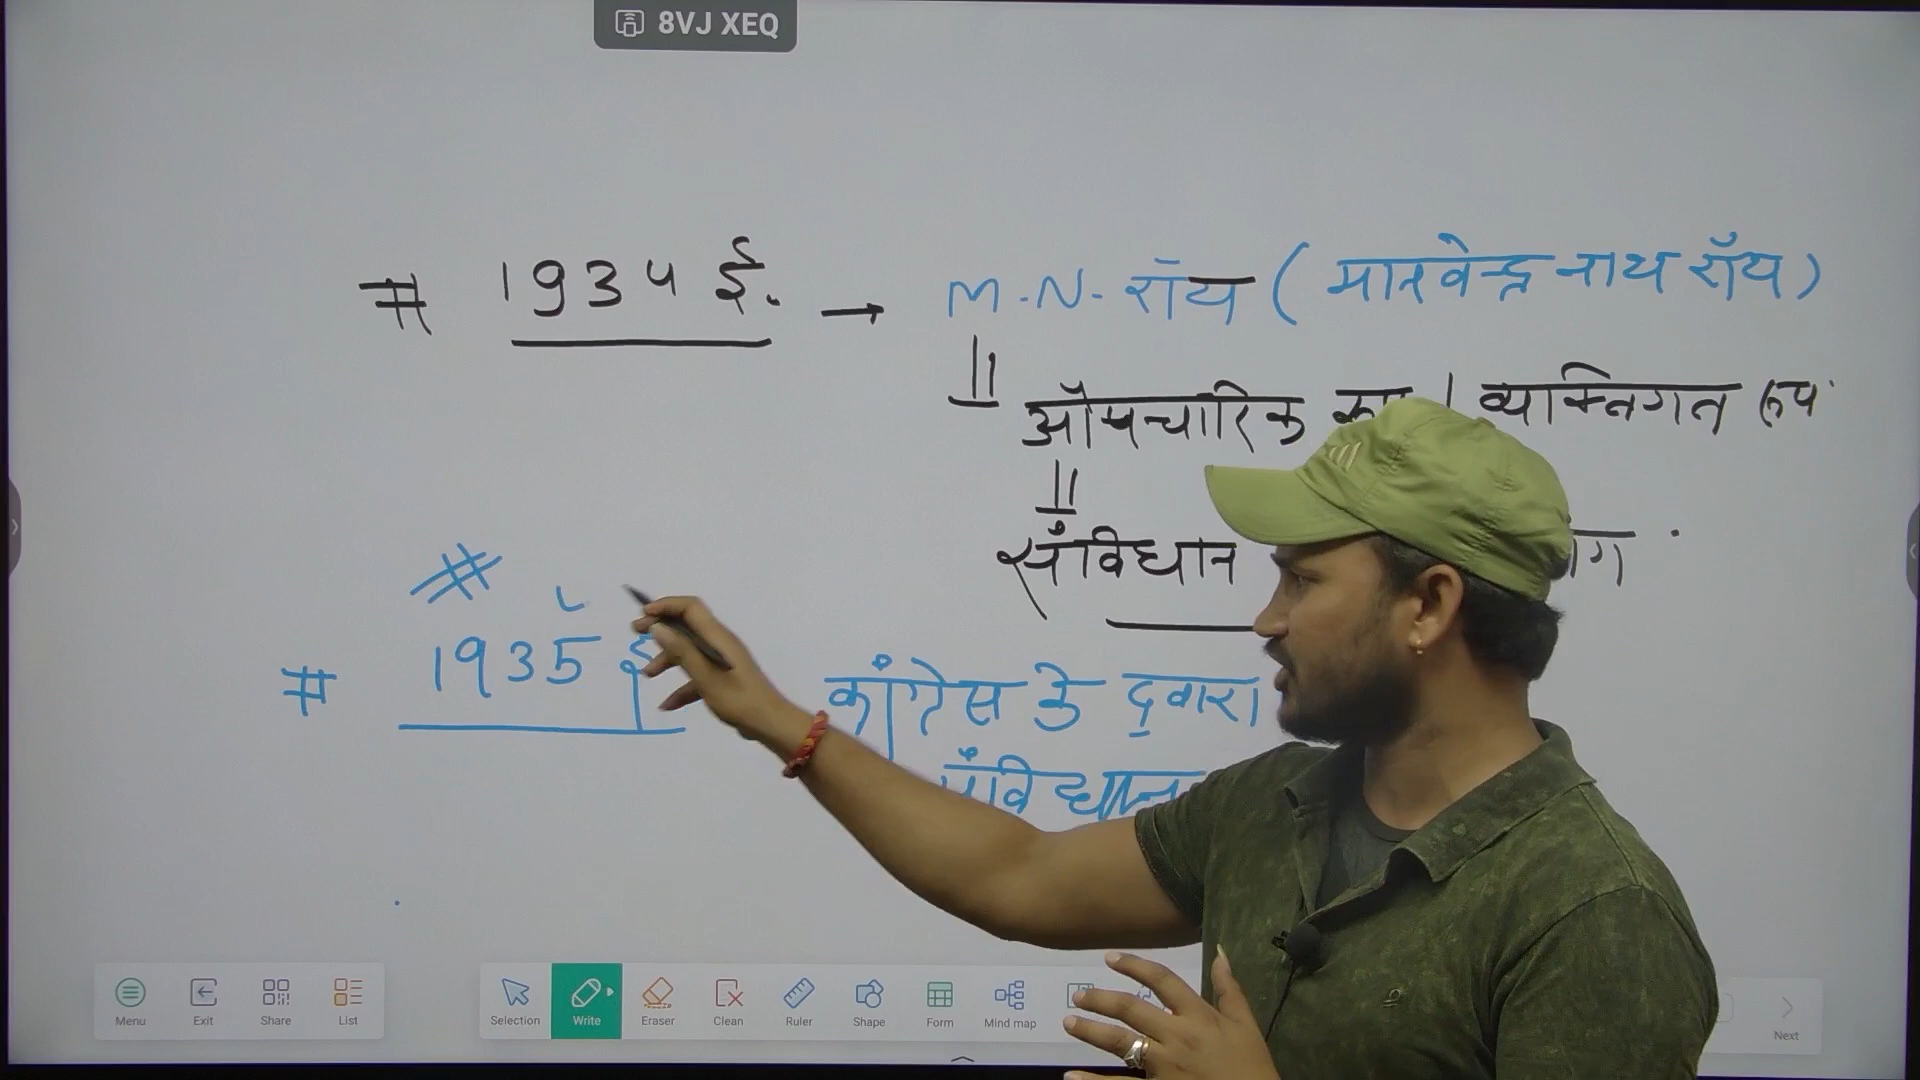 8VJ XEQ
# 1934 ई. → M.N. रॉय ( मानवेन्द्र नाथ रॉय )
औपचारिक व्यक्तिगत रूप
संविधान
# 1935 ई कांग्रेस के द्वारा
संविधान
Menu Exit Share List Selection Write Eraser Clean Ruler Shape Form Mind map Next